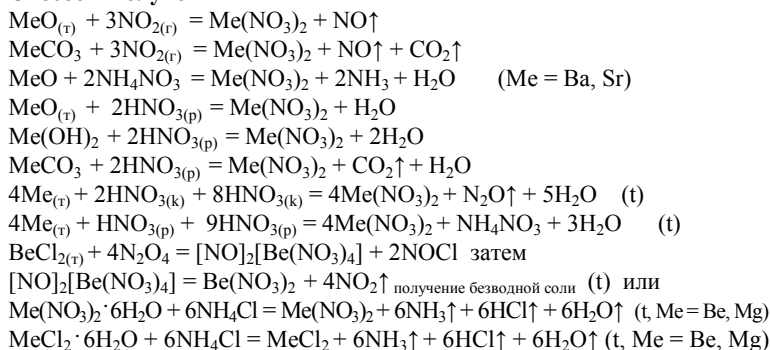 MeO(т) + 3NO2(г) = Me(NO3)2 + NO↑
MeCO3 + 3NO2(г) = Me(NO3)2 + NO↑ + CO2↑
MeO + 2NH4NO3 = Me(NO3)2 + 2NH3 + H2O (Me = Ba, Sr)
MeO(т) + 2HNO3(р) = Me(NO3)2 + H2O
Me(OH)2 + 2HNO3(р) = Me(NO3)2 + 2H2O
MeCO3 + 2HNO3(р) = Me(NO3)2 + CO2↑ + H2O
4Me(т) + 2HNO3(k) + 8HNO3(k) = 4Me(NO3)2 + N2O↑ + 5H2O (t)
4Me(т) + HNO3(р) + 9HNO3(р) = 4Me(NO3)2 + NH4NO3 + 3H2O (t)
BeCl2(т) + 4N2O4 = [NO]2[Be(NO3)4] + 2NOCl затем
[NO]2[Be(NO3)4] = Be(NO3)2 + 4NO2↑ получение безводной соли (t) или
Me(NO3)2·6H2O + 6NH4Cl = Me(NO3)2 + 6NH3↑ + 6HCl↑ + 6H2O↑ (t, Me = Be, Mg)
MeCl2·6H2O + 6NH4Cl = MeCl2 + 6NH3↑ + 6HCl↑ + 6H2O↑ (t, Me = Be, Mg)